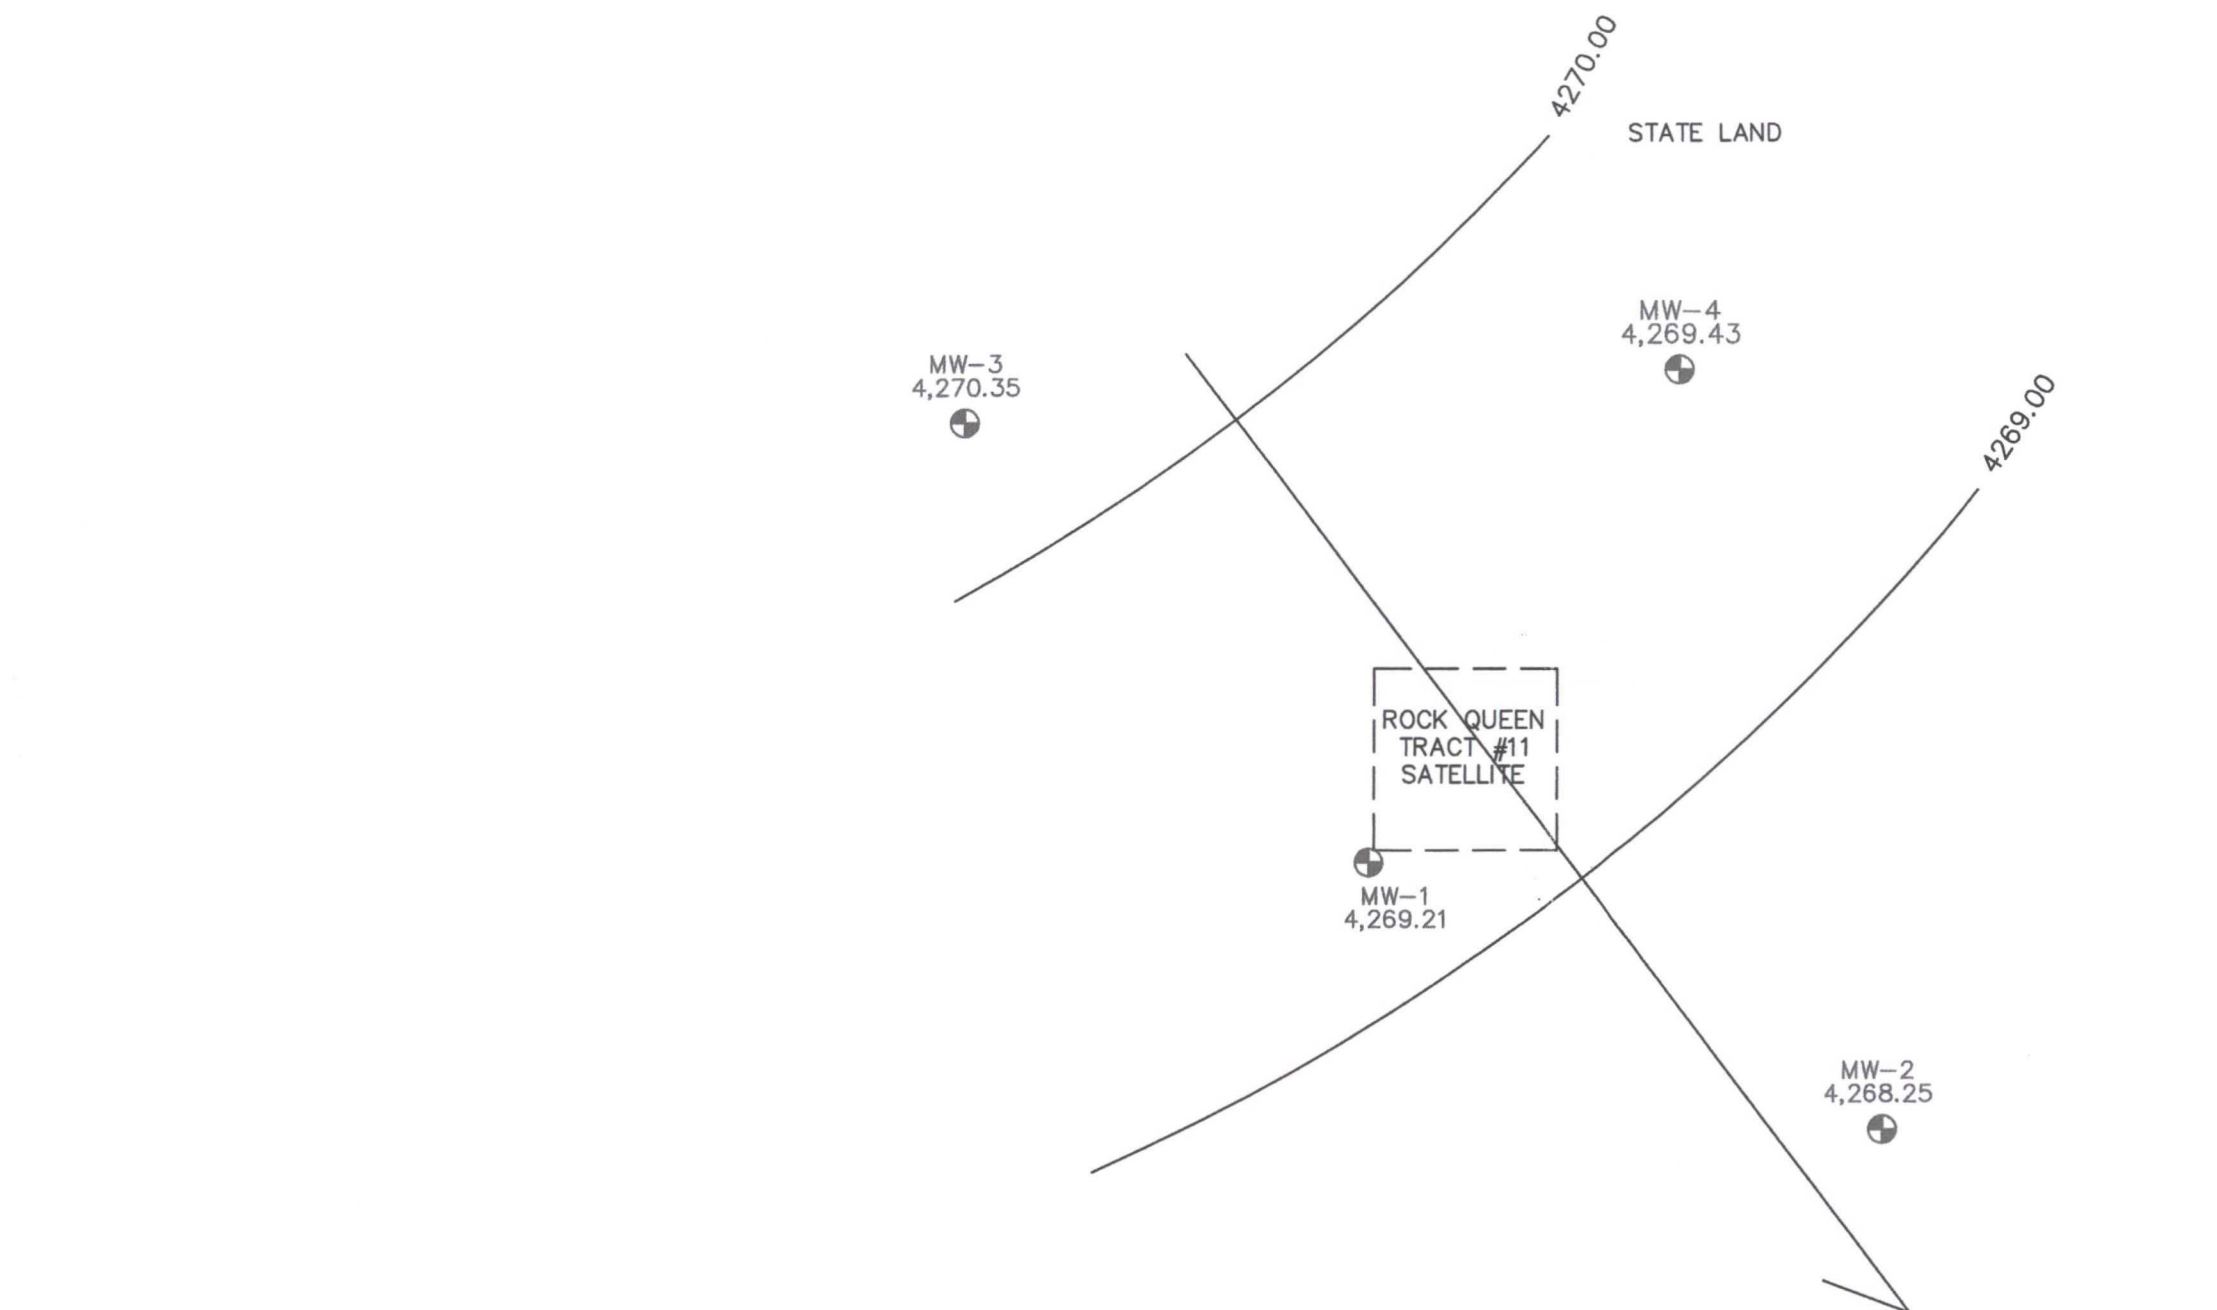 4270.00
STATE LAND
MW-4
4,269.43
MW-3
4,270.35
4269.00
ROCK QUEEN
TRACT #11
SATELLITE
MW-1
4,269.21
MW-2
4,268.25